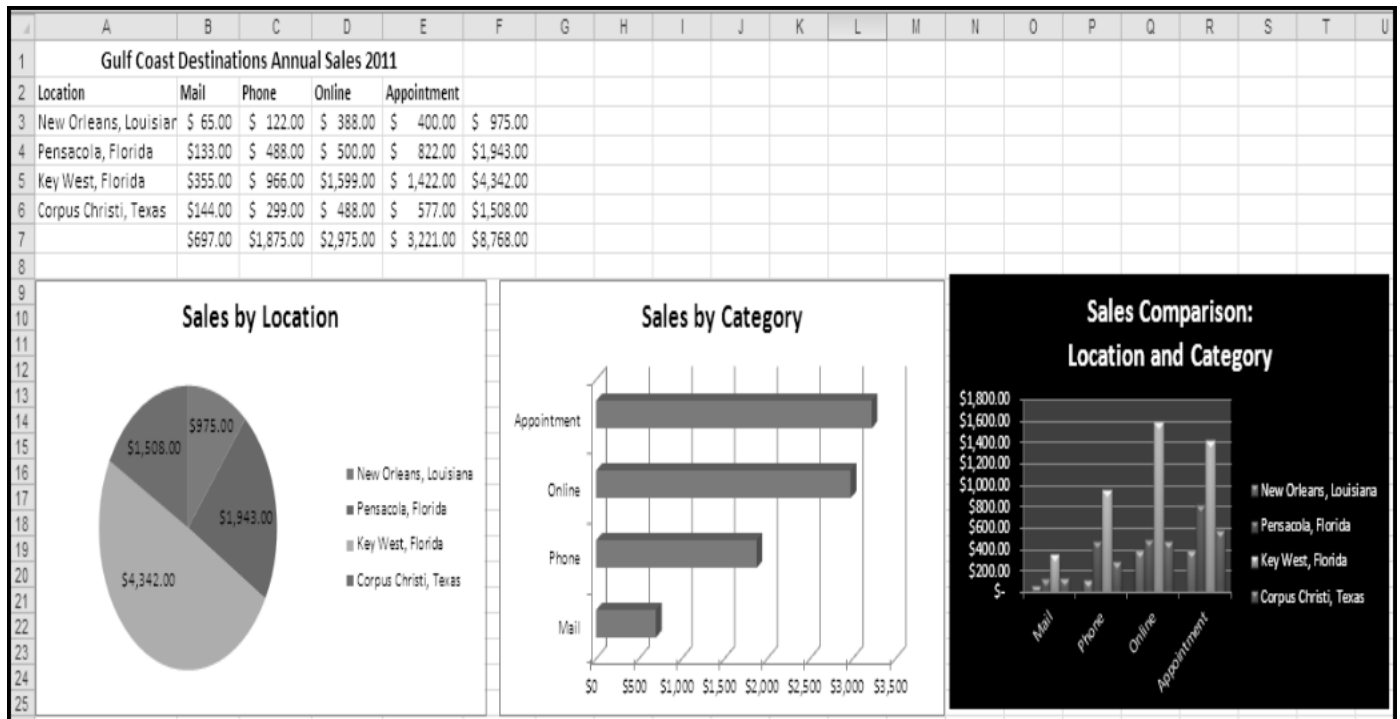 A B C D E F G H I J K L M N O P Q R S T U
1 Gulf Coast Destinations Annual Sales 2011
2 Location Mail Phone Online Appointment
3 New Orleans, Louisiar $ 65.00 $ 122.00 $ 388.00 $ 400.00 $ 975.00
4 Pensacola, Florida $133.00 $ 488.00 $ 500.00 $ 822.00 $1,943.00
5 Key West, Florida $355.00 $ 966.00 $1,599.00 $ 1,422.00 $4,342.00
6 Corpus Christi, Texas $144.00 $ 299.00 $ 488.00 $ 577.00 $1,508.00
7 $697.00 $1,875.00 $2,975.00 $ 3,221.00 $8,768.00
8
9
10
11
12
13
14
15
16
17
18
19
20
21
22
23
24
25
Sales by Location
$975.00
$1,508.00
$1,943.00
$4,342.00
New Orleans, Louisiana
Pensacola, Florida
Key West, Florida
Corpus Christi, Texas
Sales by Category
Appointment
Online
Phone
Mail
$0 $500 $1,000 $1,500 $2,000 $2,500 $3,000 $3,500
Sales Comparison:
Location and Category
$1,800.00
$1,600.00
$1,400.00
$1,200.00
$1,000.00
$800.00
$600.00
$400.00
$200.00
$-
Mail
Phone
Online
Appointment
New Orleans, Louisiana
Pensacola, Florida
Key West, Florida
Corpus Christi, Texas